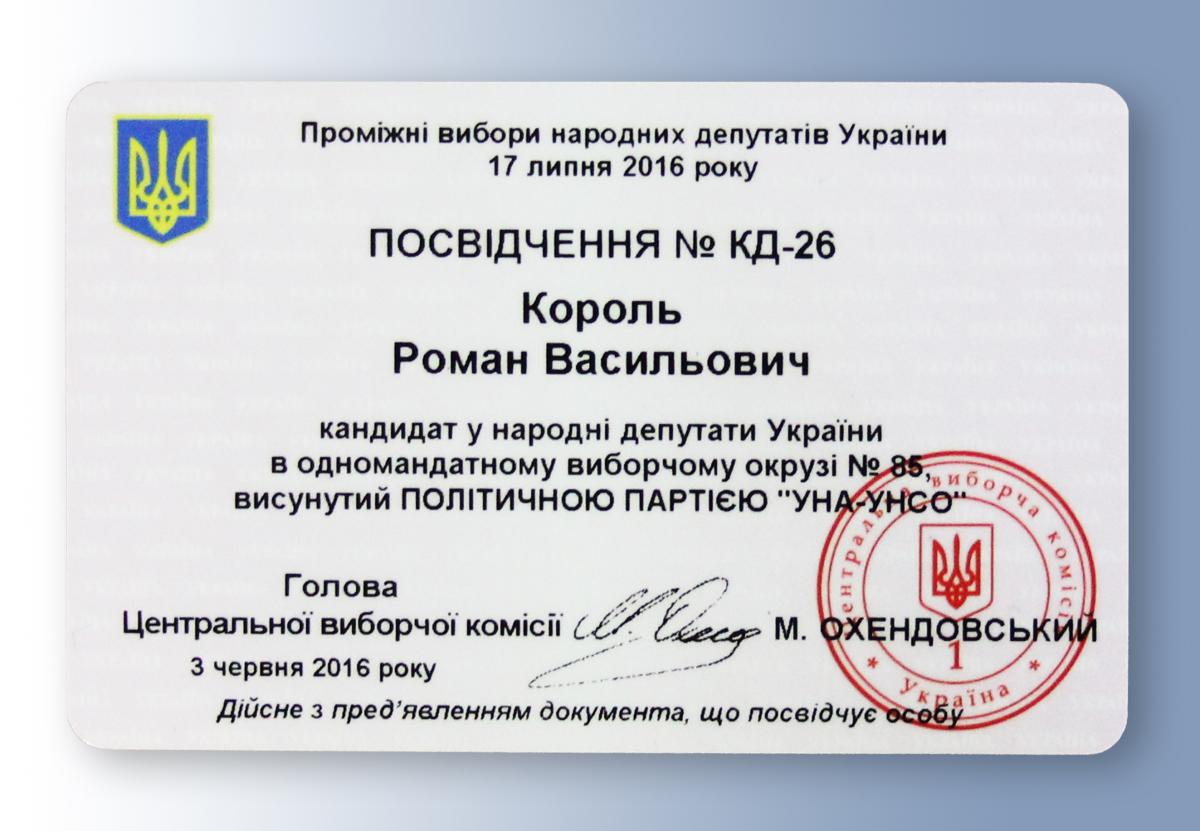 Проміжні вибори народних депутатів України
17 липня 2016 року
ПОСВІДЧЕННЯ № КД-26
Король
Роман Васильович
кандидат у народні депутати України
в одномандатному виборчому окрузі № 85,
висунутий ПОЛІТИЧНОЮ ПАРТІЄЮ "УНА-УНСО"
Голова
Центральної виборчої комісії
М. ОХЕНДОВСЬКИЙ
3 червня 2016 року
Дійсне з пред’явленням документа, що посвідчує особу
Центральна виборча комісія
1
* Україна *